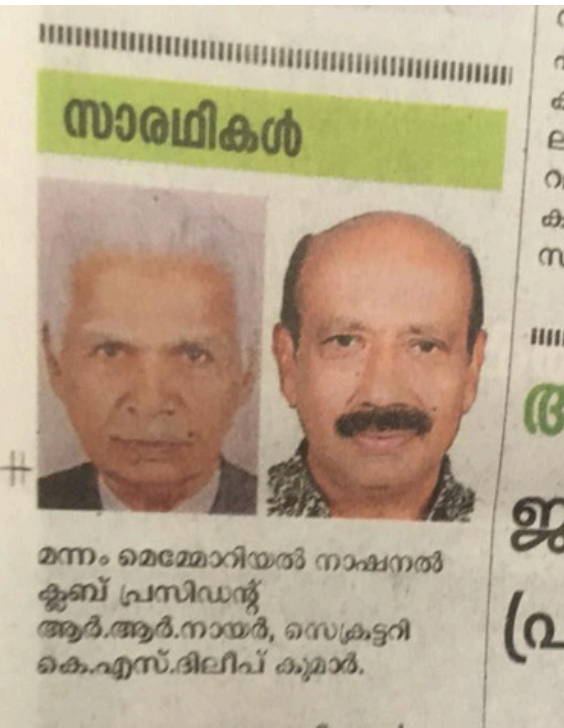 സാരഥികൾ
മന്നം മെമ്മോറിയൽ നാഷനൽ
ക്ലബ് പ്രസിഡന്റ്
ആർ.ആർ.നായർ, സെക്രട്ടറി
കെ.എസ്.ദിലീപ് കുമാർ.